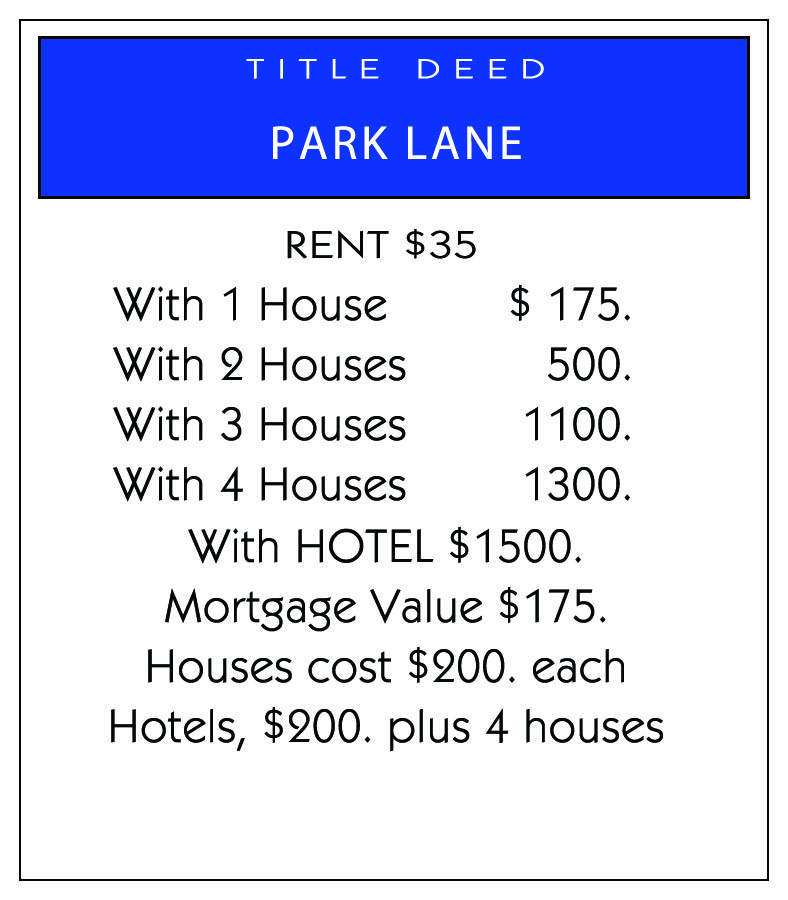 TITLE DEED
PARK LANE
RENT $35
With 1 House $ 175.
With 2 Houses 500.
With 3 Houses 1100.
With 4 Houses 1300.
With HOTEL $1500.
Mortgage Value $175.
Houses cost $200. each
Hotels, $200. plus 4 houses